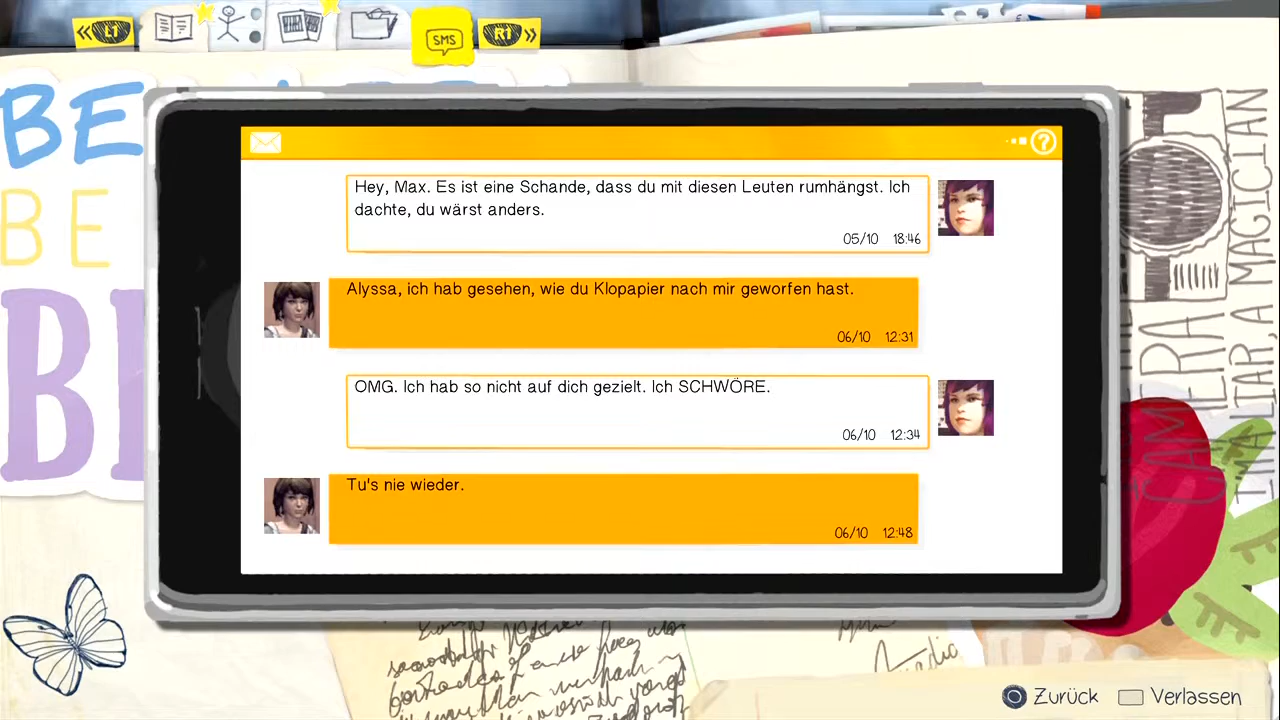 L1
SMS
R1
BE
BE
Hey, Max. Es ist eine Schande, dass du mit diesen Leuten rumhängst. Ich
dachte, du wärst anders.
05/10 18:46
Alyssa, ich hab gesehen, wie du Klopapier nach mir geworfen hast.
06/10 12:31
OMG. Ich hab so nicht auf dich gezielt. Ich SCHWÖRE.
06/10 12:34
Tu's nie wieder.
06/10 12:48
CAMERA
LIAR, A MAGICIAN
Zurück
Verlassen